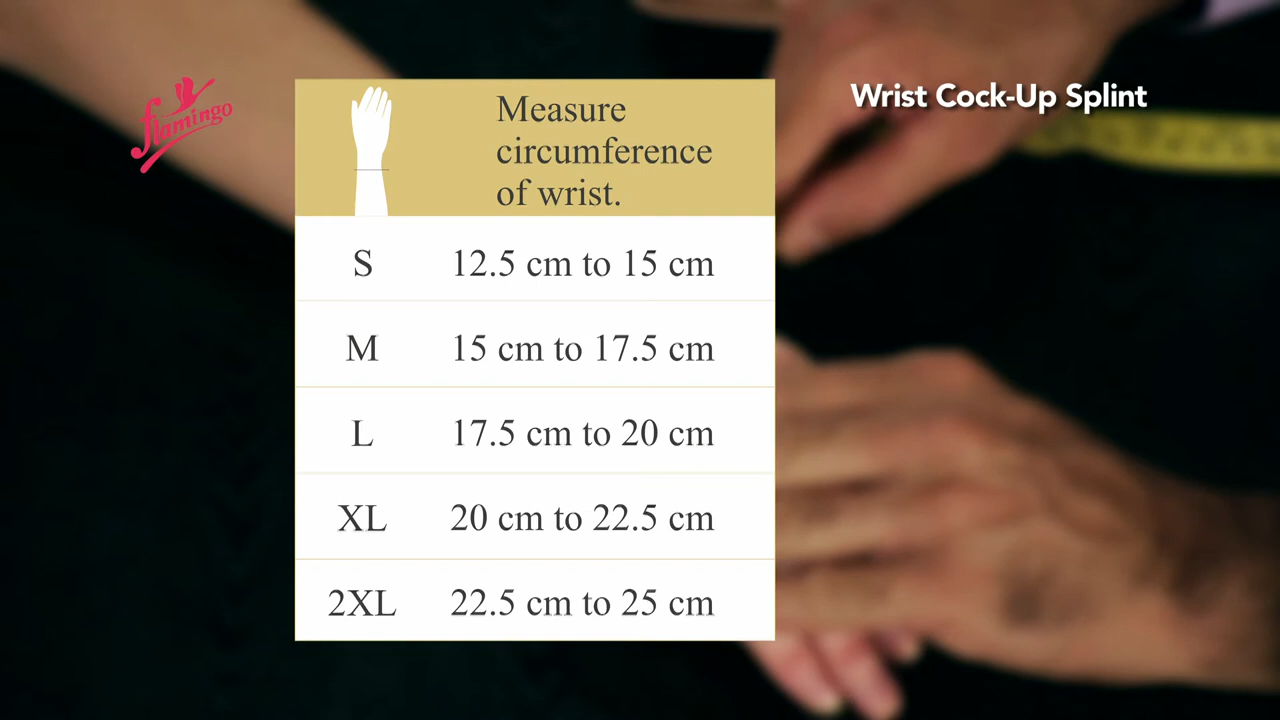 flamingo
Wrist Cock-Up Splint
Measure
circumference
of wrist.
S 12.5 cm to 15 cm
M 15 cm to 17.5 cm
L 17.5 cm to 20 cm
XL 20 cm to 22.5 cm
2XL 22.5 cm to 25 cm